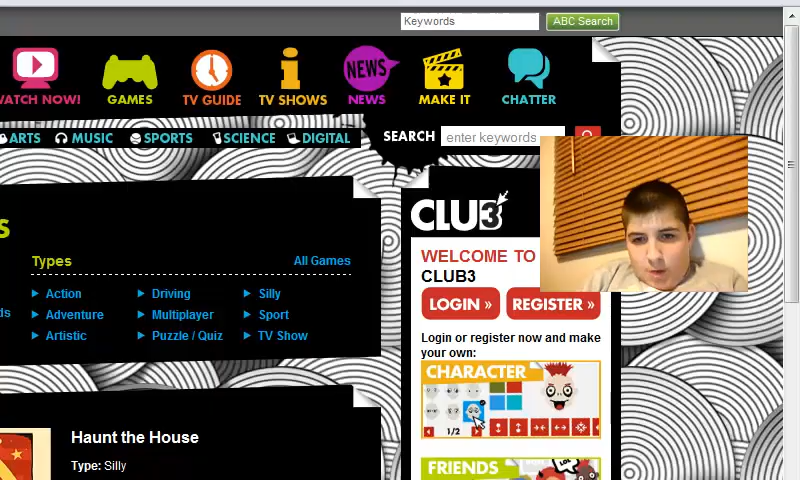 Keywords
ABC Search
WATCH NOW!
GAMES
TV GUIDE
TV SHOWS
NEWS
NEWS
MAKE IT
CHATTER
ARTS
MUSIC
SPORTS
SCIENCE
DIGITAL
SEARCH
enter keywords
CLU3
S
Types
All Games
WELCOME TO
CLUB3
ds
Action
Driving
Silly
LOGIN »
REGISTER »
Adventure
Multiplayer
Sport
Artistic
Puzzle / Quiz
TV Show
Login or register now and make
your own:
CHARACTER
1/2
Haunt the House
Type: Silly
FRIENDS
LOL